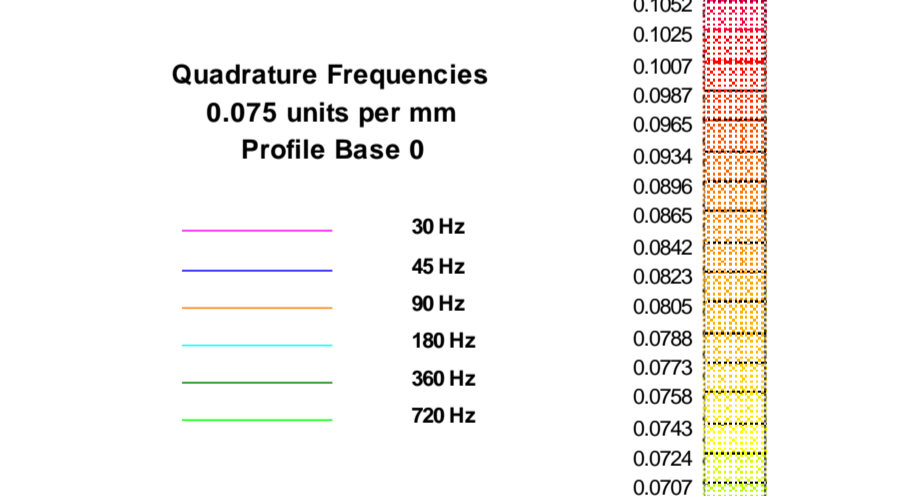 Quadrature Frequencies
0.075 units per mm
Profile Base 0
30 Hz
45 Hz
90 Hz
180 Hz
360 Hz
720 Hz
0.1052
0.1025
0.1007
0.0987
0.0965
0.0934
0.0896
0.0865
0.0842
0.0823
0.0805
0.0788
0.0773
0.0758
0.0743
0.0724
0.0707